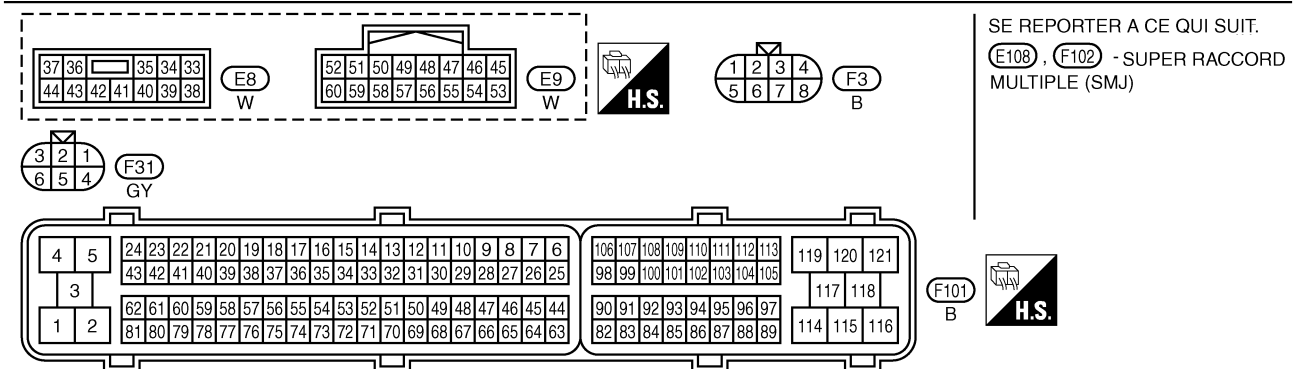 SE REPORTER A CE QUI SUIT.
E108 , F102 - SUPER RACCORD
MULTIPLE (SMJ)
37 36 35 34 33
44 43 42 41 40 39 38
E8
W
52 51 50 49 48 47 46 45
60 59 58 57 56 55 54 53
E9
W
H.S.
1 2 3 4
5 6 7 8
F3
B
3 2 1
6 5 4
F31
GY
4 5
3
1 2
24 23 22 21 20 19 18 17 16 15 14 13 12 11 10 9 8 7 6
43 42 41 40 39 38 37 36 35 34 33 32 31 30 29 28 27 26 25
62 61 60 59 58 57 56 55 54 53 52 51 50 49 48 47 46 45 44
81 80 79 78 77 76 75 74 73 72 71 70 69 68 67 66 65 64 63
106 107 108 109 110 111 112 113
98 99 100 101 102 103 104 105
90 91 92 93 94 95 96 97
82 83 84 85 86 87 88 89
119 120 121
117 118
114 115 116
F101
B
H.S.